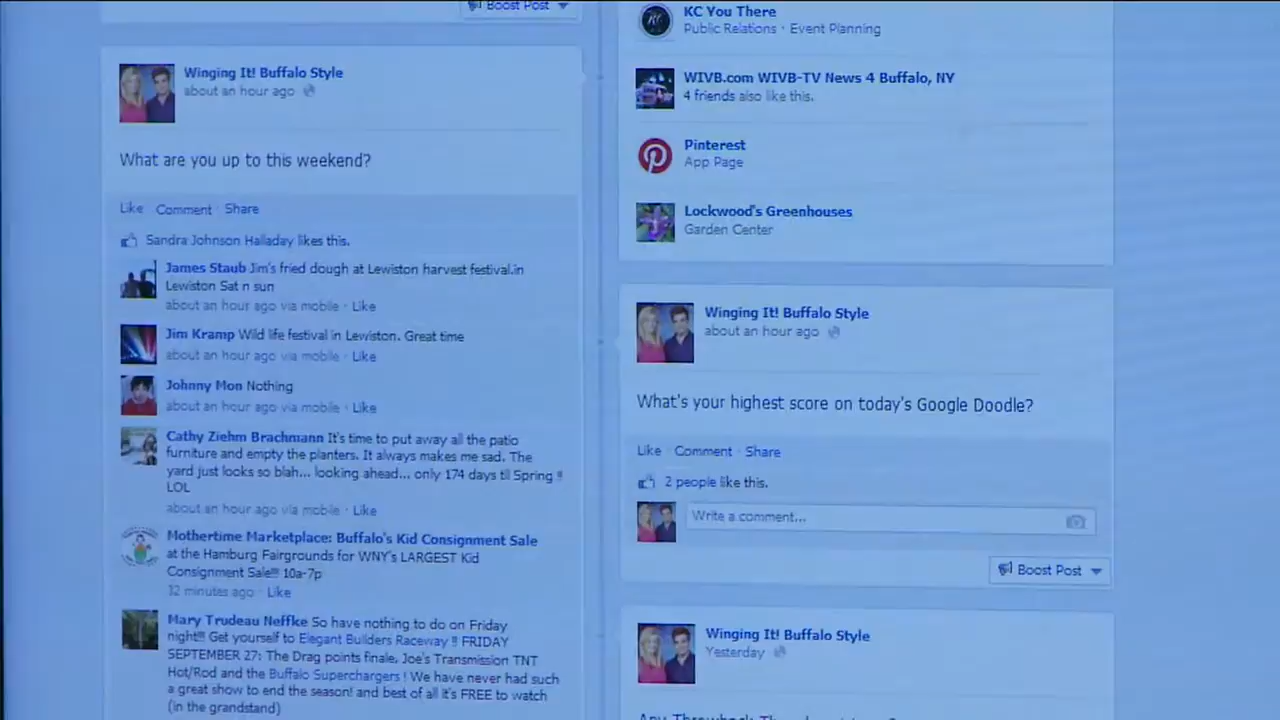 Boost Post
Winging It! Buffalo Style
about an hour ago
What are you up to this weekend?
Like · Comment · Share
Sandra Johnson Halladay likes this.
James Staub Jim's fried dough at Lewiston harvest festival.in
Lewiston Sat n sun
about an hour ago via mobile · Like
Jim Kramp Wild life festival in Lewiston. Great time
about an hour ago via mobile · Like
Johnny Mon Nothing
about an hour ago via mobile · Like
Cathy Ziehm Brachmann It's time to put away all the patio
furniture and empty the planters. It always makes me sad. The
yard just looks so blah... looking ahead... only 174 days til Spring !!
LOL
about an hour ago via mobile · Like
Mothertime Marketplace: Buffalo's Kid Consignment Sale
at the Hamburg Fairgrounds for WNY's LARGEST Kid
Consignment Sale!!! 10a-7p
32 minutes ago · Like
Mary Trudeau Neffke So have nothing to do on Friday
night!!! Get yourself to Elegant Builders Raceway !! FRIDAY
SEPTEMBER 27: The Drag points finale, Joe's Transmission TNT
Hot/Rod and the Buffalo Superchargers ! We have never had such
a great show to end the season! and best of all it's FREE to watch
(in the grandstand)
KC You There
Public Relations · Event Planning
WIVB.com WIVB-TV News 4 Buffalo, NY
4 friends also like this.
Pinterest
App Page
Lockwood's Greenhouses
Garden Center
Winging It! Buffalo Style
about an hour ago
What's your highest score on today's Google Doodle?
Like · Comment · Share
2 people like this.
Write a comment...
Boost Post
Winging It! Buffalo Style
Yesterday